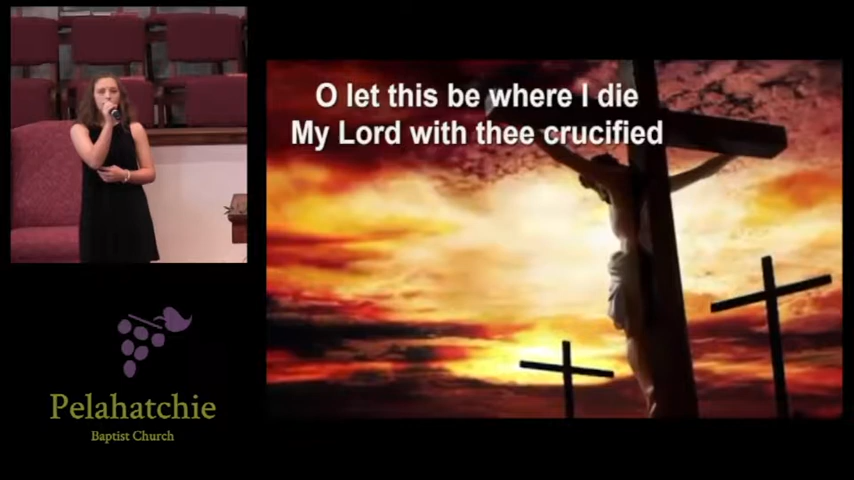 O let this be where I die
My Lord with thee crucified
Pelahatchie
Baptist Church